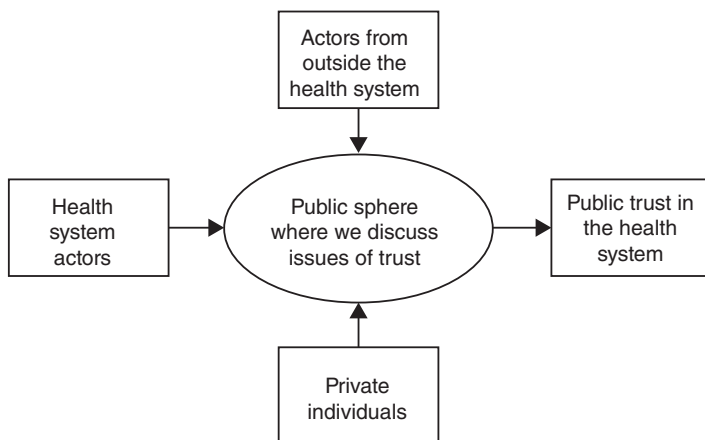 Actors from
outside the
health system
Health
system
actors
Public sphere
where we discuss
issues of trust
Public trust in
the health
system
Private
individuals